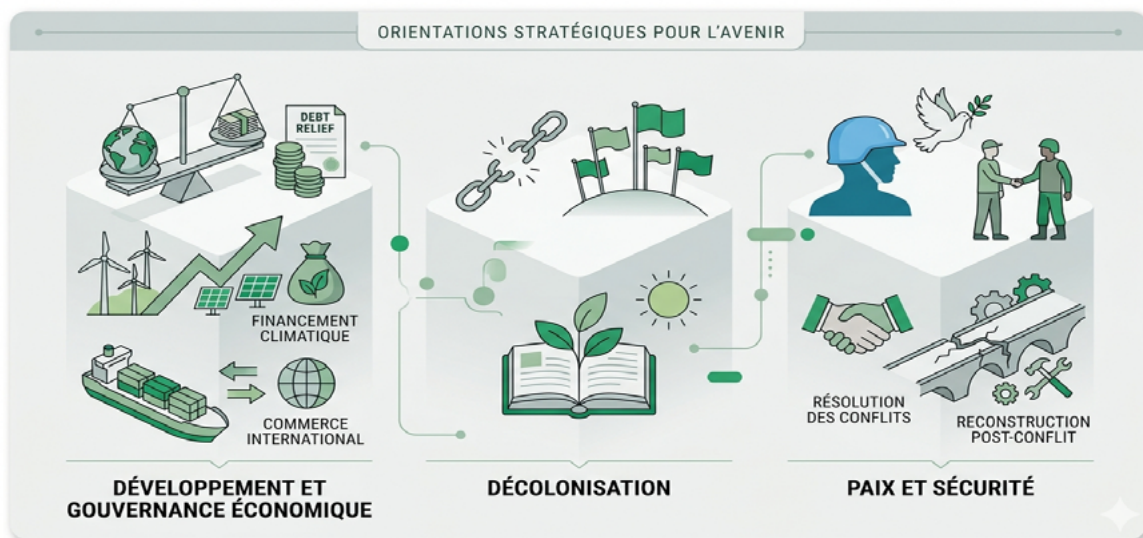 ORIENTATIONS STRATÉGIQUES POUR L'AVENIR
DEBT
RELIEF
FINANCEMENT
CLIMATIQUE
COMMERCE
INTERNATIONAL
DÉVELOPPEMENT ET
GOUVERNANCE ÉCONOMIQUE
DÉCOLONISATION
RÉSOLUTION
DES CONFLITS
RECONSTRUCTION
POST-CONFLIT
PAIX ET SÉCURITÉ